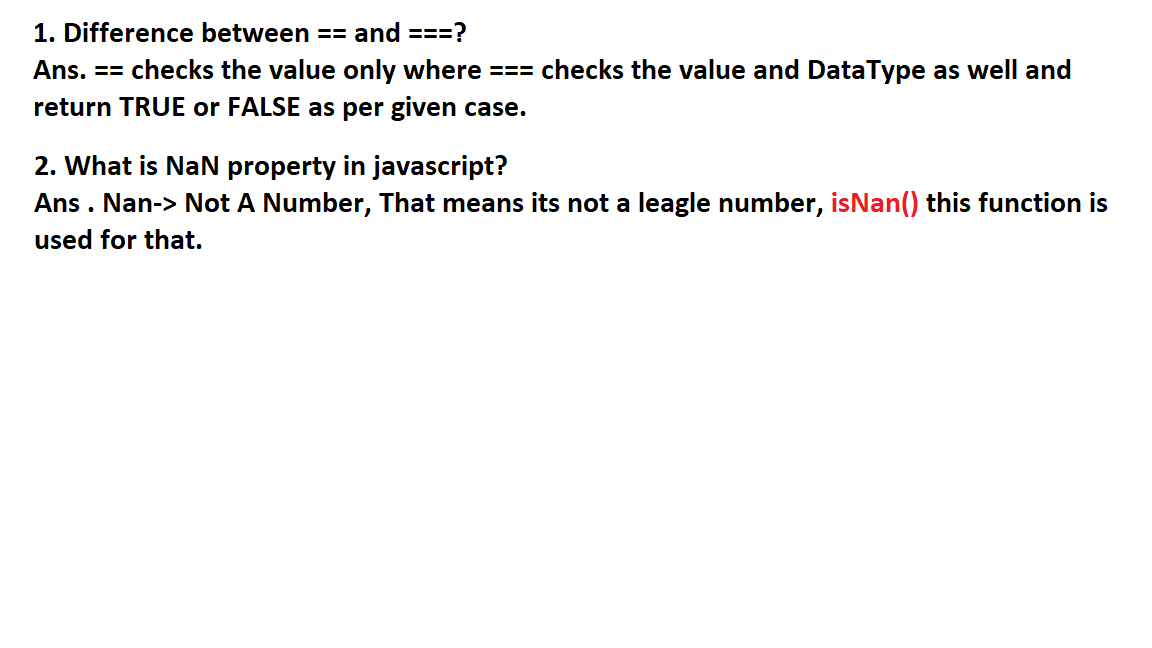 1. Difference between == and ===?
Ans. == checks the value only where === checks the value and DataType as well and
return TRUE or FALSE as per given case.
2. What is NaN property in javascript?
Ans . Nan-> Not A Number, That means its not a leagle number, isNan() this function is
used for that.